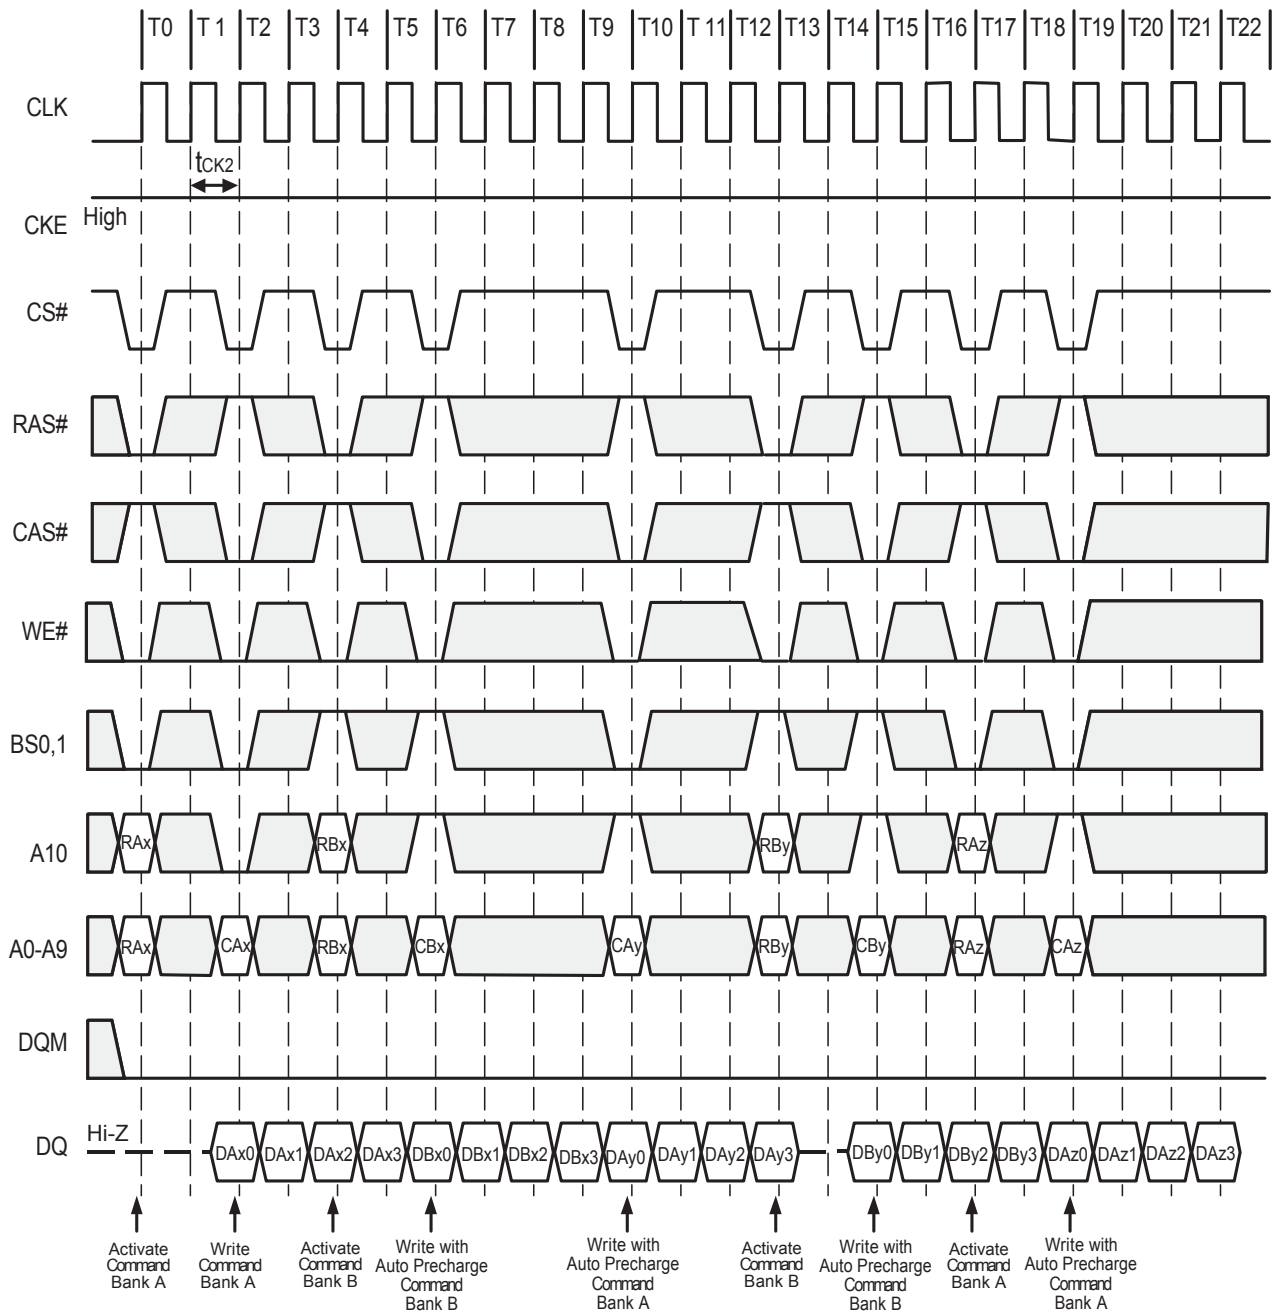 T0 T 1 T2 T3 T4 T5 T6 T7 T8 T9 T10 T 11 T12 T13 T14 T15 T16 T17 T18 T19 T20 T21 T22
CLK
tCK2
CKE High
CS#
RAS#
CAS#
WE#
BS0,1
A10 RAx RBx RBy RAz
A0-A9 RAx CAx RBx CBx CAy RBy CBy RAz CAz
DQM
DQ Hi-Z DAx0 DAx1 DAx2 DAx3 DBx0 DBx1 DBx2 DBx3 DAy0 DAy1 DAy2 DAy3 DBy0 DBy1 DBy2 DBy3 DAz0 DAz1 DAz2 DAz3
Activate
Command
Bank A
Write
Command
Bank A
Activate
Command
Bank B
Write with
Auto Precharge
Command
Bank B
Write with
Auto Precharge
Command
Bank A
Activate
Command
Bank B
Write with
Auto Precharge
Command
Bank B
Activate
Command
Bank A
Write with
Auto Precharge
Command
Bank A